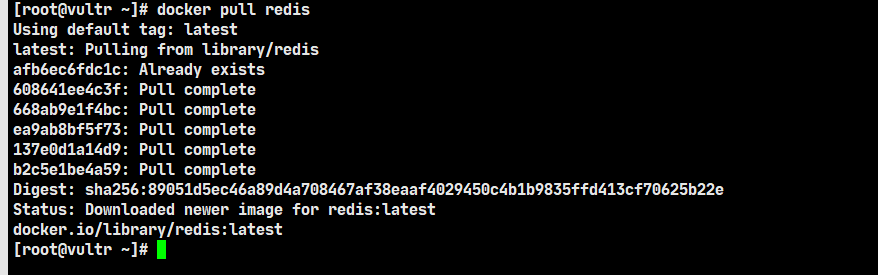 [root@vultr ~]# docker pull redis
Using default tag: latest
latest: Pulling from library/redis
afb6ec6fdc1c: Already exists
608641ee4c3f: Pull complete
668ab9e1f4bc: Pull complete
ea9ab8bf5f73: Pull complete
137e0d1a14d9: Pull complete
b2c5e1be4a59: Pull complete
Digest: sha256:89051d5ec46a89d4a708467af38eaaf4029450c4b1b9835ffd413cf70625b22e
Status: Downloaded newer image for redis:latest
docker.io/library/redis:latest
[root@vultr ~]#